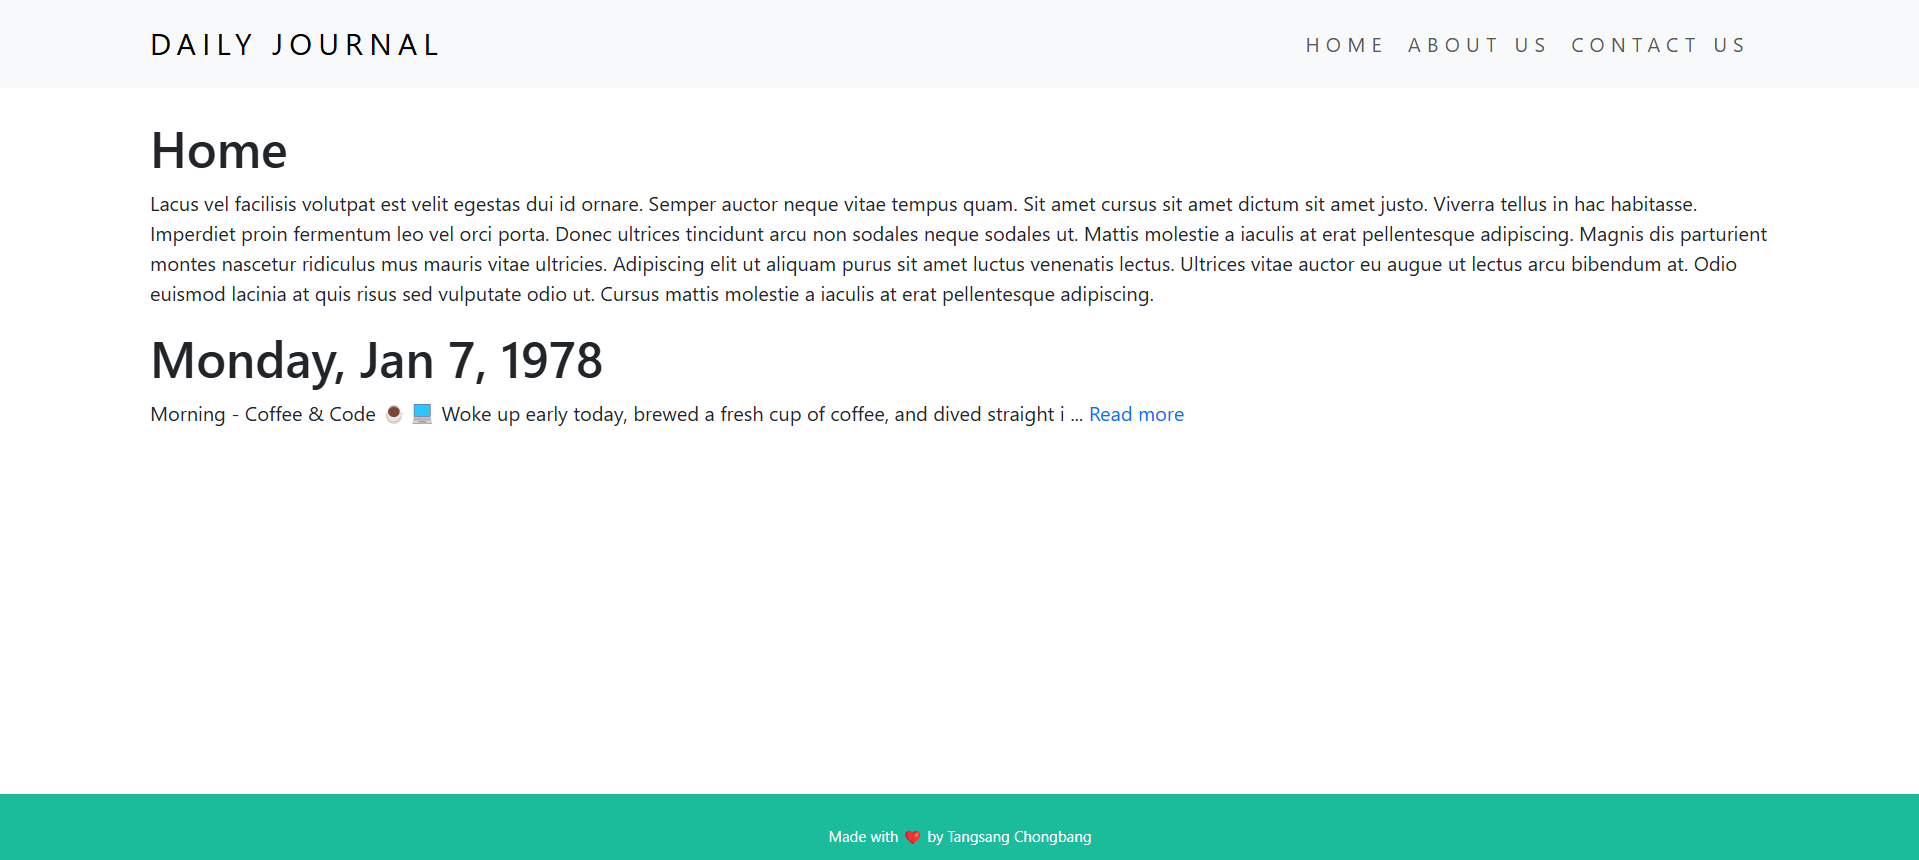 DAILY JOURNAL
HOME ABOUT US CONTACT US
Home
Lacus vel facilisis volutpat est velit egestas dui id ornare. Semper auctor neque vitae tempus quam. Sit amet cursus sit amet dictum sit amet justo. Viverra tellus in hac habitasse.
Imperdiet proin fermentum leo vel orci porta. Donec ultrices tincidunt arcu non sodales neque sodales ut. Mattis molestie a iaculis at erat pellentesque adipiscing. Magnis dis parturient
montes nascetur ridiculus mus mauris vitae ultricies. Adipiscing elit ut aliquam purus sit amet luctus venenatis lectus. Ultrices vitae auctor eu augue ut lectus arcu bibendum at. Odio
euismod lacinia at quis risus sed vulputate odio ut. Cursus mattis molestie a iaculis at erat pellentesque adipiscing.
Monday, Jan 7, 1978
Morning - Coffee & Code ☕ 💻 Woke up early today, brewed a fresh cup of coffee, and dived straight i ... Read more
Made with ❤️ by Tangsang Chongbang